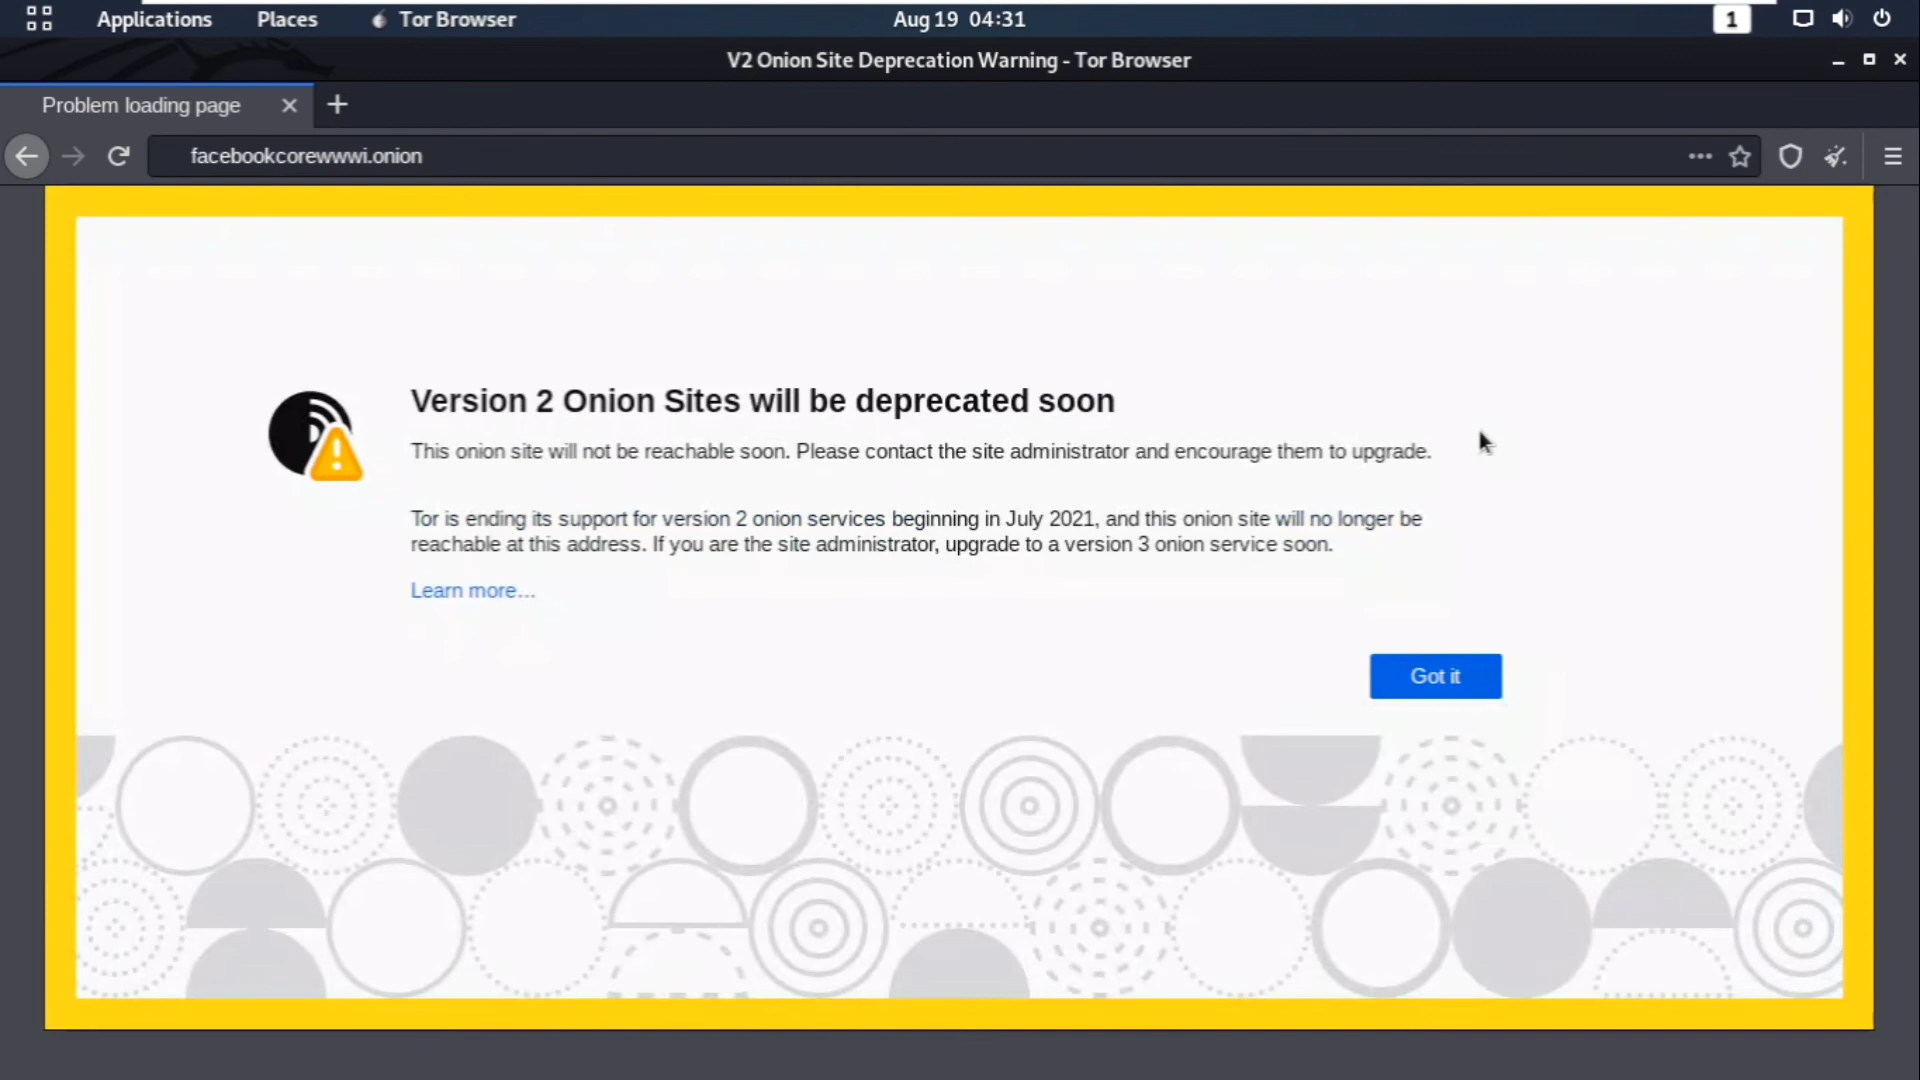 Applications Places Tor Browser Aug 19 04:31 1
V2 Onion Site Deprecation Warning - Tor Browser
Problem loading page
facebookcorewwwi.onion
Version 2 Onion Sites will be deprecated soon
This onion site will not be reachable soon. Please contact the site administrator and encourage them to upgrade.
Tor is ending its support for version 2 onion services beginning in July 2021, and this onion site will no longer be
reachable at this address. If you are the site administrator, upgrade to a version 3 onion service soon.
Learn more…
Got it